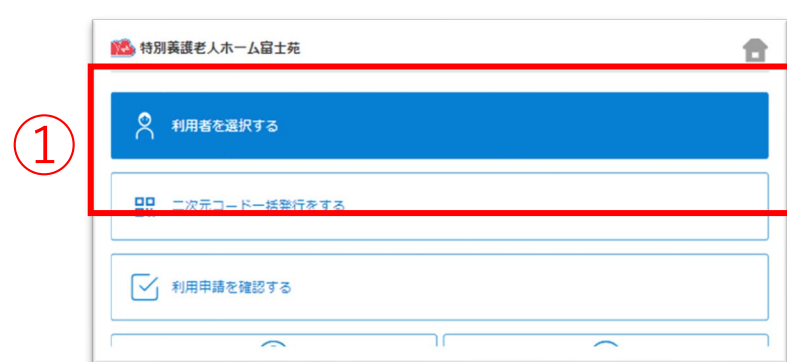 特別養護老人ホーム富士苑
①
利用者を選択する
二次元コード一括発行をする
利用申請を確認する